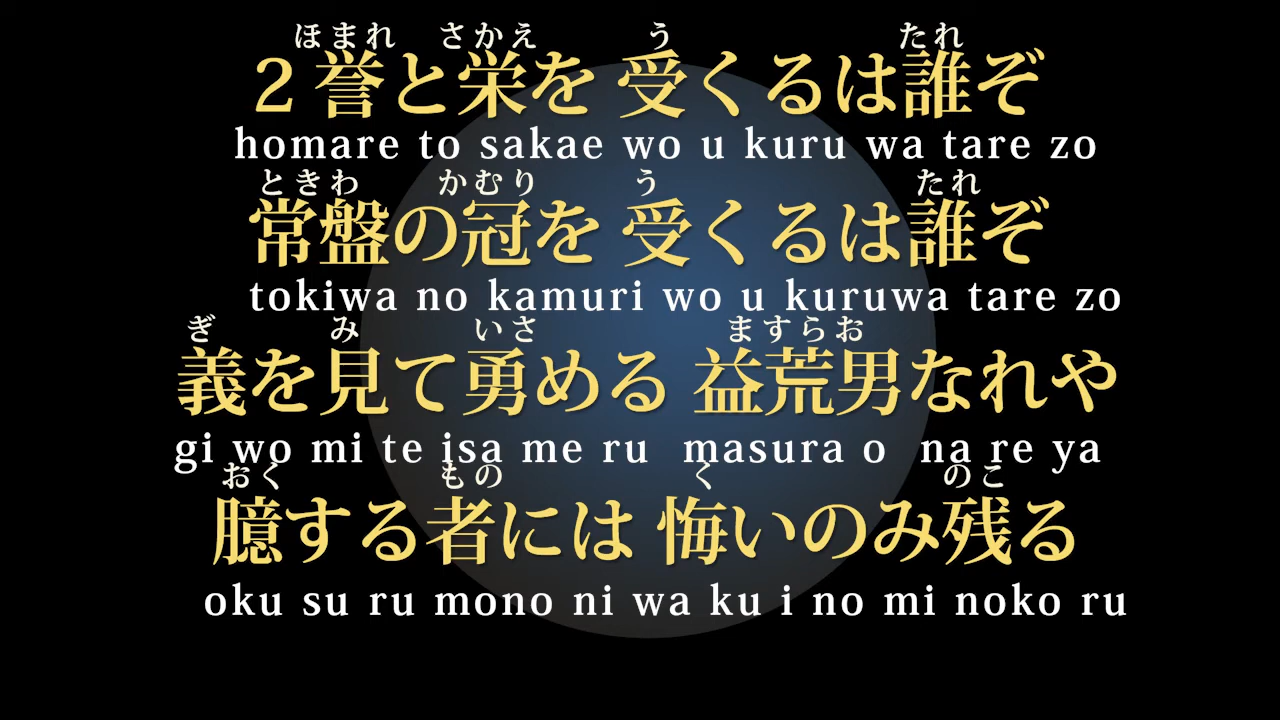 ほまれ さかえ う たれ
２誉と栄を 受くるは誰ぞ
homare to sakae wo u kuru wa tare zo
ときわ かむり う たれ
常盤の冠を 受くるは誰ぞ
tokiwa no kamuri wo u kuruwa tare zo
ぎ み いさ ますらお
義を見て勇める 益荒男なれや
gi wo mi te isa me ru masura o na re ya
おく もの く のこ
臆する者には 悔いのみ残る
oku su ru mono ni wa ku i no mi noko ru